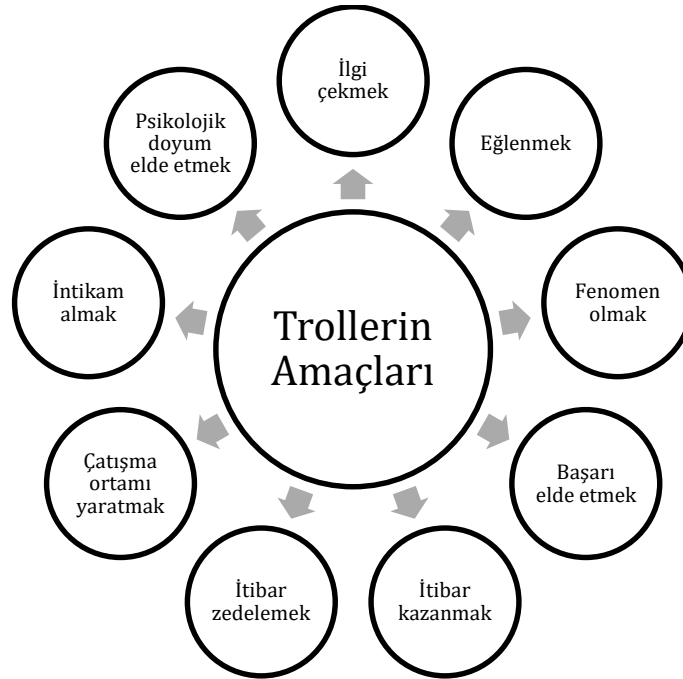 Trollerin
Amaçları
İlgi
çekmek
Eğlenmek
Fenomen
olmak
Başarı
elde etmek
İtibar
kazanmak
İtibar
zedelemek
Çatışma
ortamı
yaratmak
İntikam
almak
Psikolojik
doyum
elde etmek